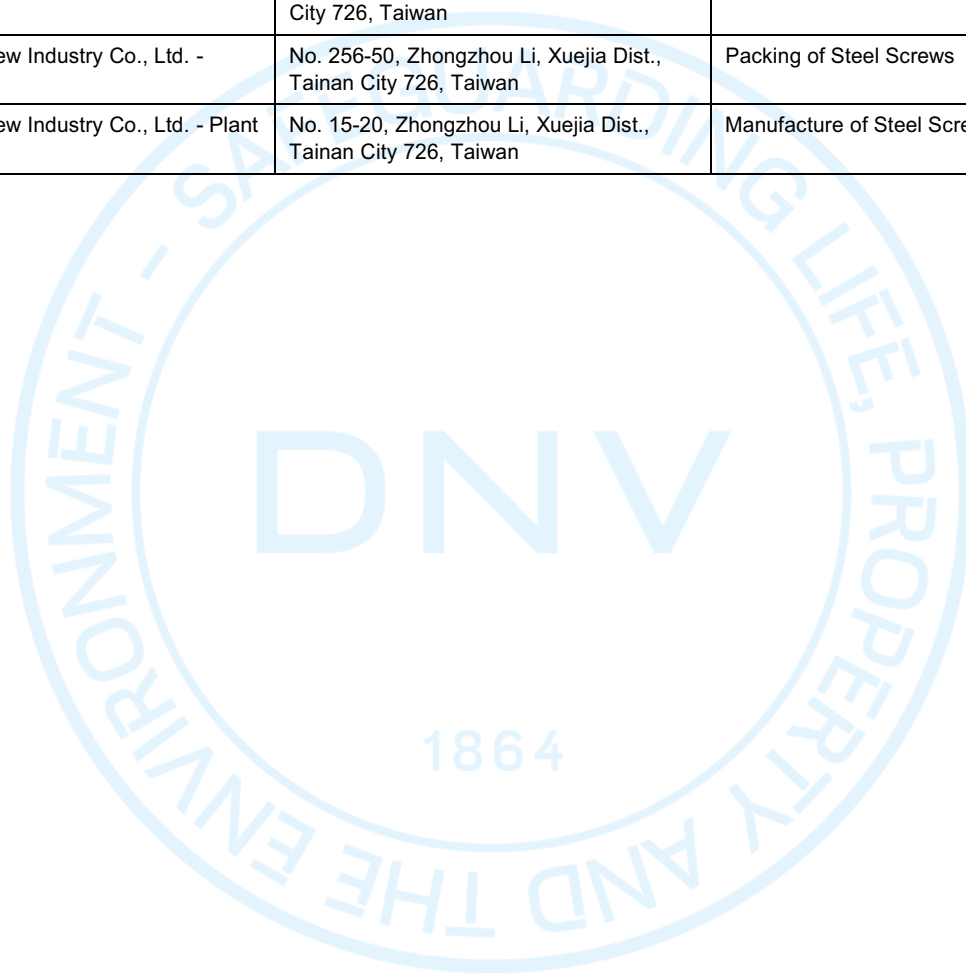 City 726, Taiwan
ew Industry Co., Ltd. -
No. 256-50, Zhongzhou Li, Xuejia Dist.,
Tainan City 726, Taiwan
Packing of Steel Screws
ew Industry Co., Ltd. - Plant
No. 15-20, Zhongzhou Li, Xuejia Dist.,
Tainan City 726, Taiwan
Manufacture of Steel Scre
SAFEGUARDING LIFE, PROPERTY AND THE ENVIRONMENT -
DNV
1864